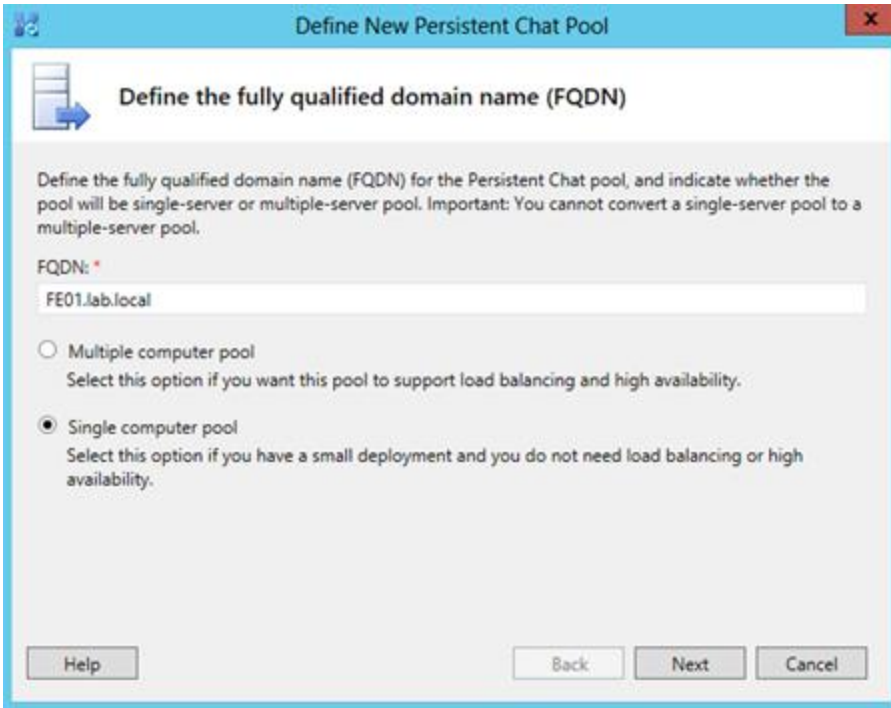 Define New Persistent Chat Pool
x
Define the fully qualified domain name (FQDN)
Define the fully qualified domain name (FQDN) for the Persistent Chat pool, and indicate whether the
pool will be single-server or multiple-server pool. Important: You cannot convert a single-server pool to a
multiple-server pool.
FQDN: *
FE01.lab.local
Multiple computer pool
Select this option if you want this pool to support load balancing and high availability.
Single computer pool
Select this option if you have a small deployment and you do not need load balancing or high
availability.
Help
Back
Next
Cancel